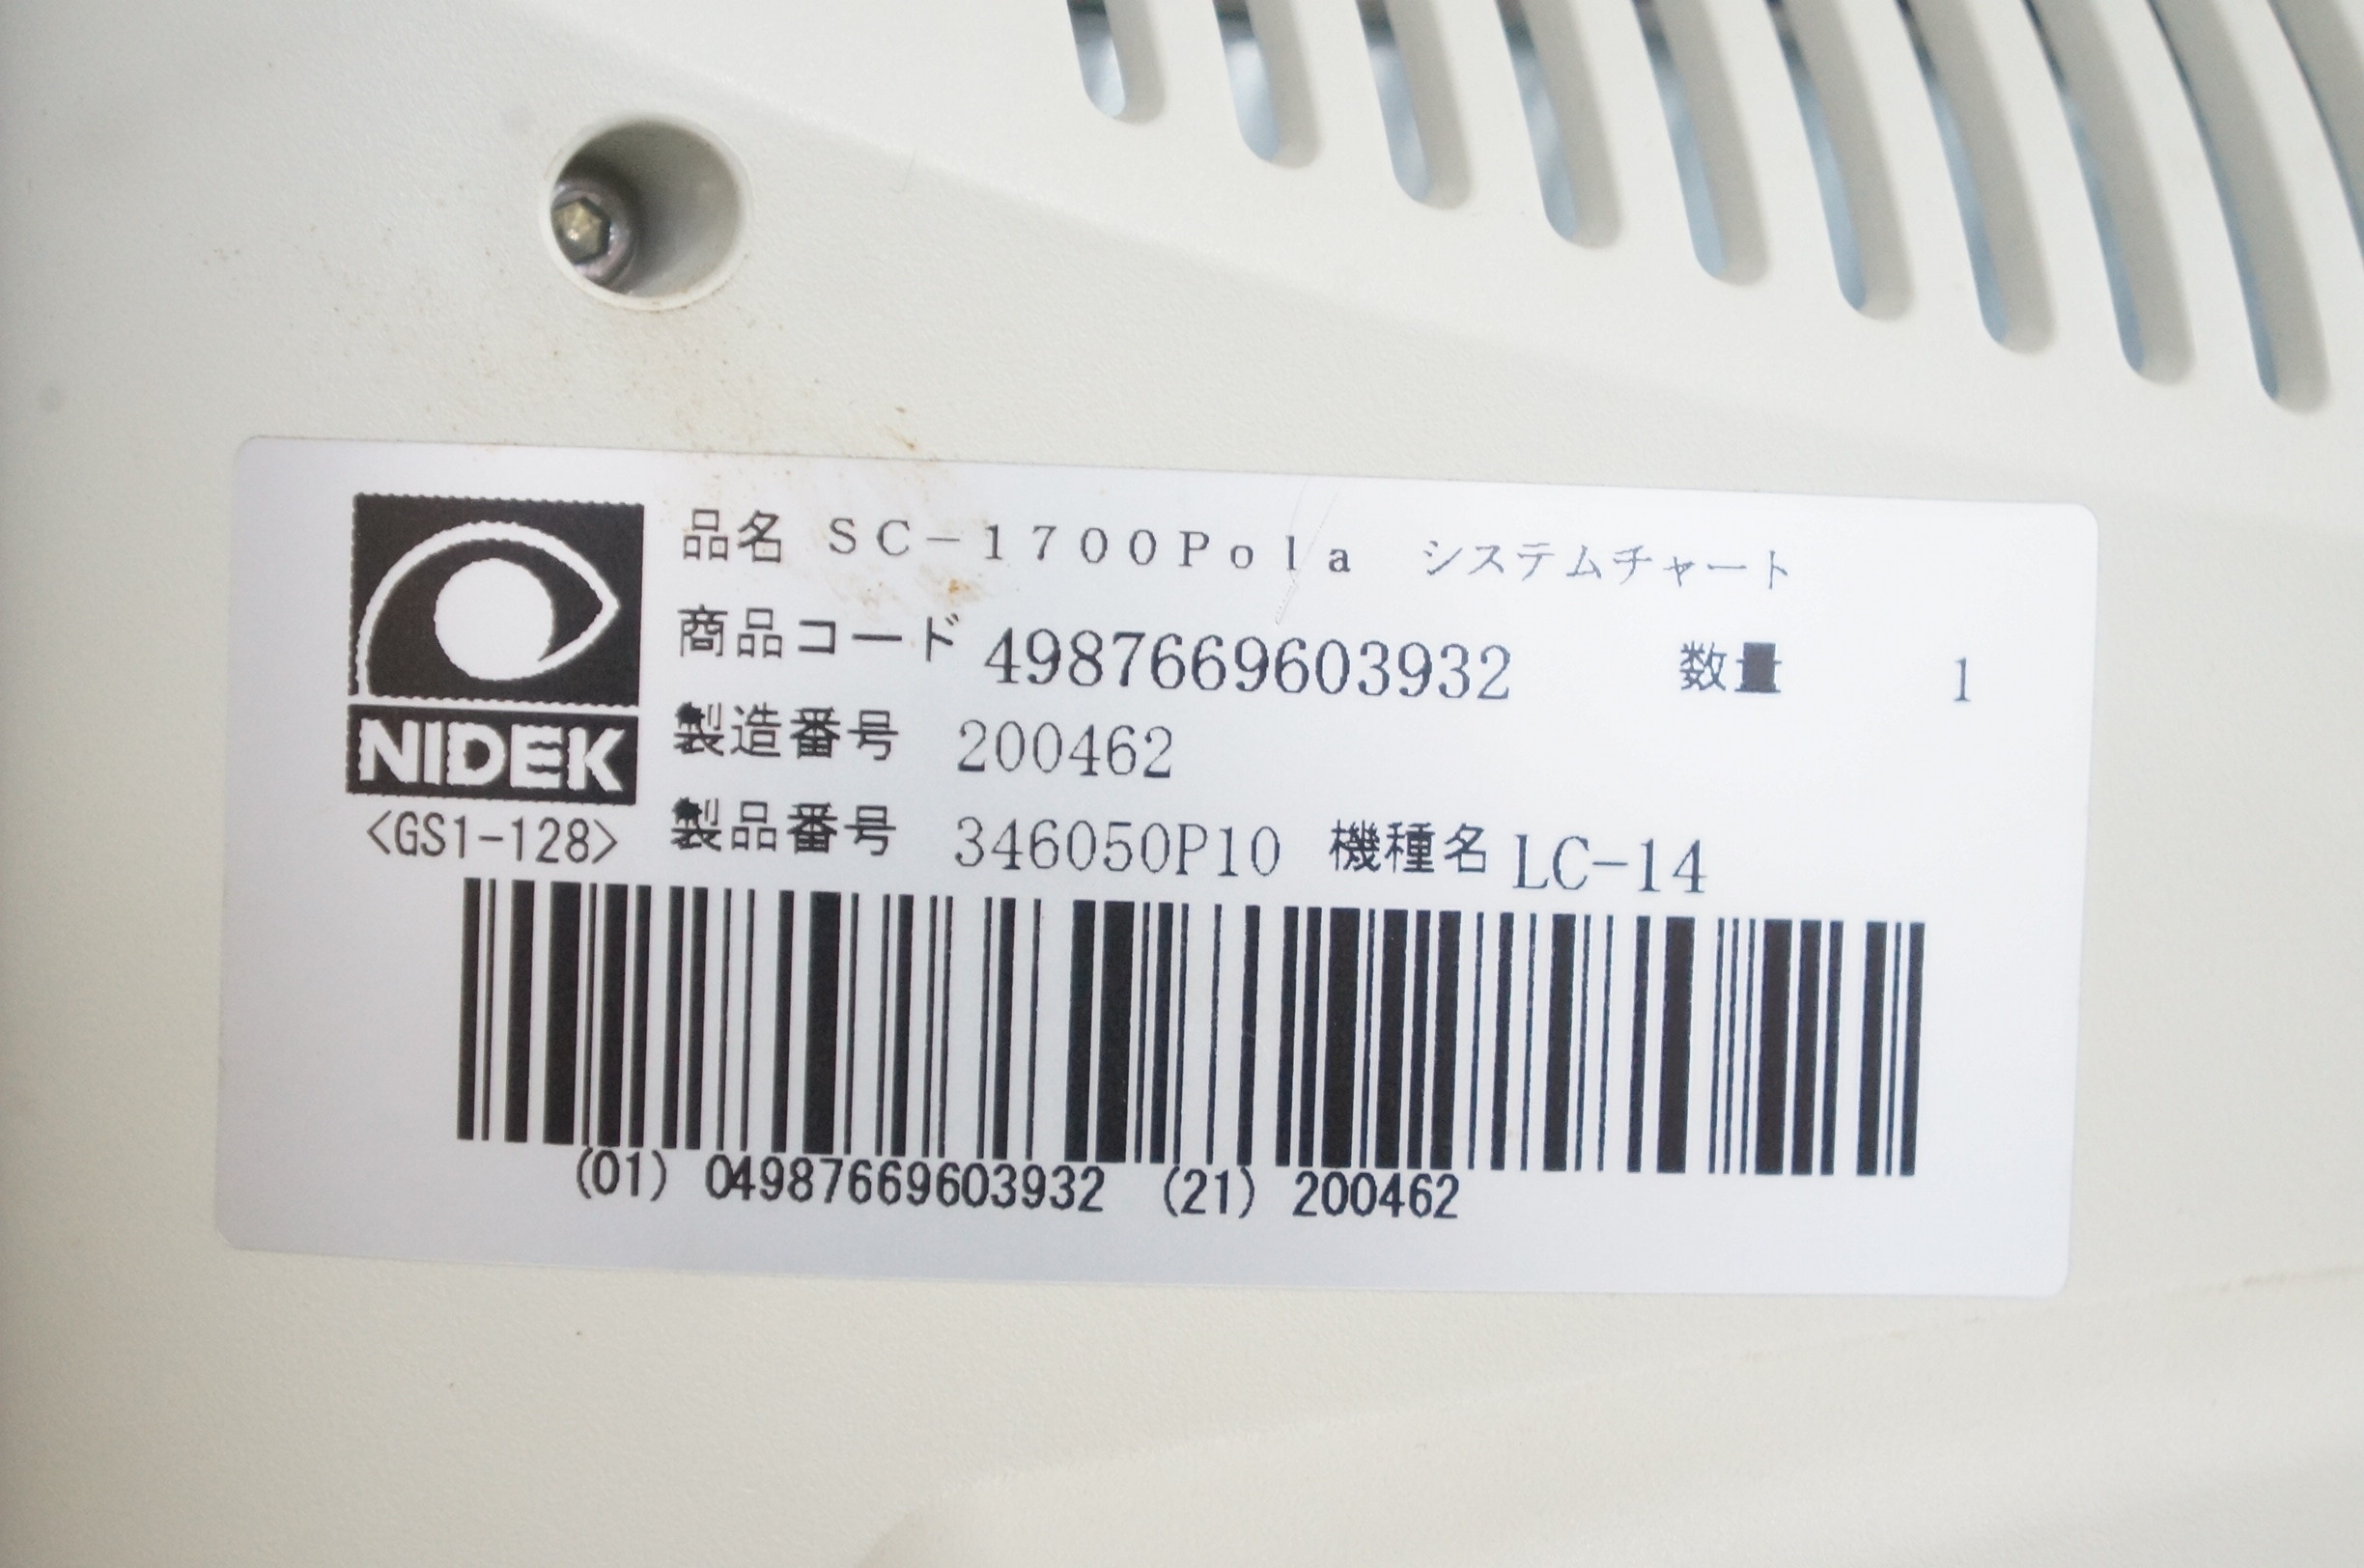 品名 SC-1700Pola システムチャート
商品コード 4987669603932 数量 1
NIDEK
製造番号 200462
<GS1-128>
製品番号 346050P10 機種名 LC-14
(01) 04987669603932 (21) 200462